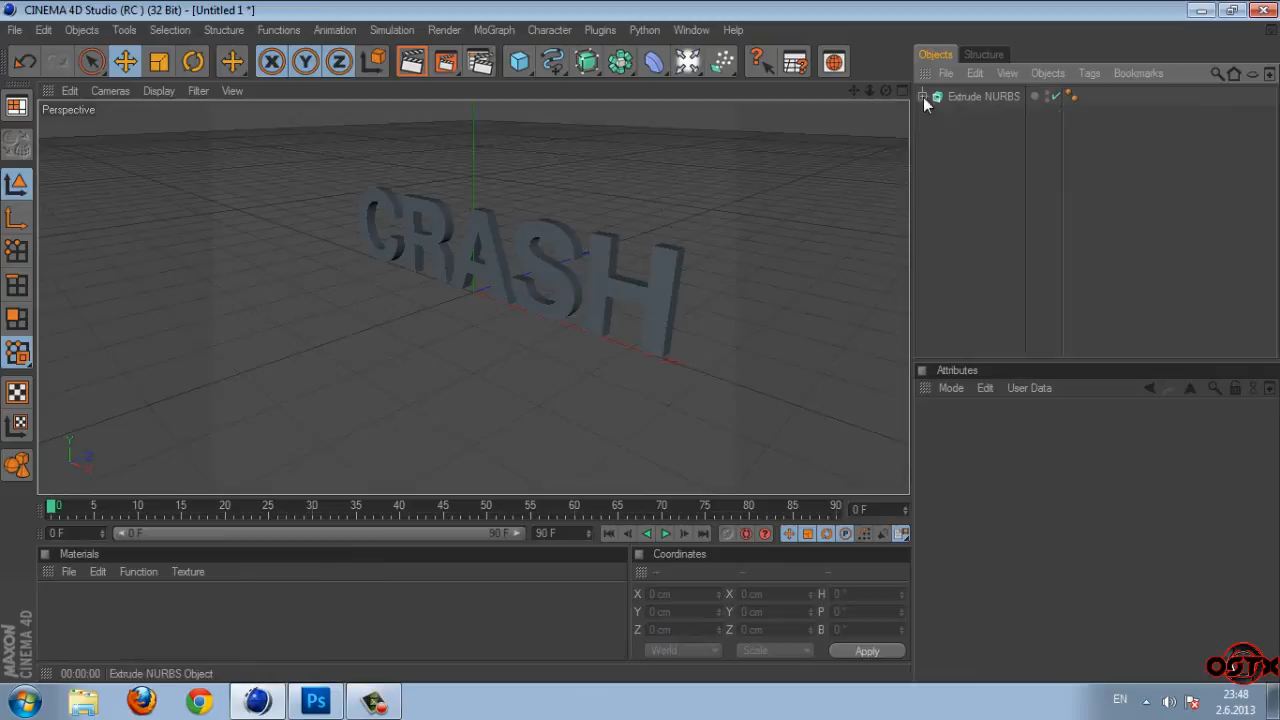 CINEMA 4D Studio (RC ) (32 Bit) - [Untitled 1 *]
File Edit Objects Tools Selection Structure Functions Animation Simulation Render MoGraph Character Plugins Python Window Help
Objects Structure
File Edit View Objects Tags Bookmarks
Edit Cameras Display Filter View
Extrude NURBS
Perspective
CRASH
Y
Z
X
Attributes
Mode Edit User Data
0 5 10 15 20 25 30 35 40 45 50 55 60 65 70 75 80 85 90 0 F
0 F 0 F 90 F 90 F
Materials
Coordinates
File Edit Function Texture
-- -- --
X 0 cm X 0 cm H 0 °
Y 0 cm Y 0 cm P 0 °
Z 0 cm Z 0 cm B 0 °
World Scale Apply
MAXON CINEMA 4D
00:00:00 Extrude NURBS Object
OSTX
Ps
EN
23:48
2.6.2013